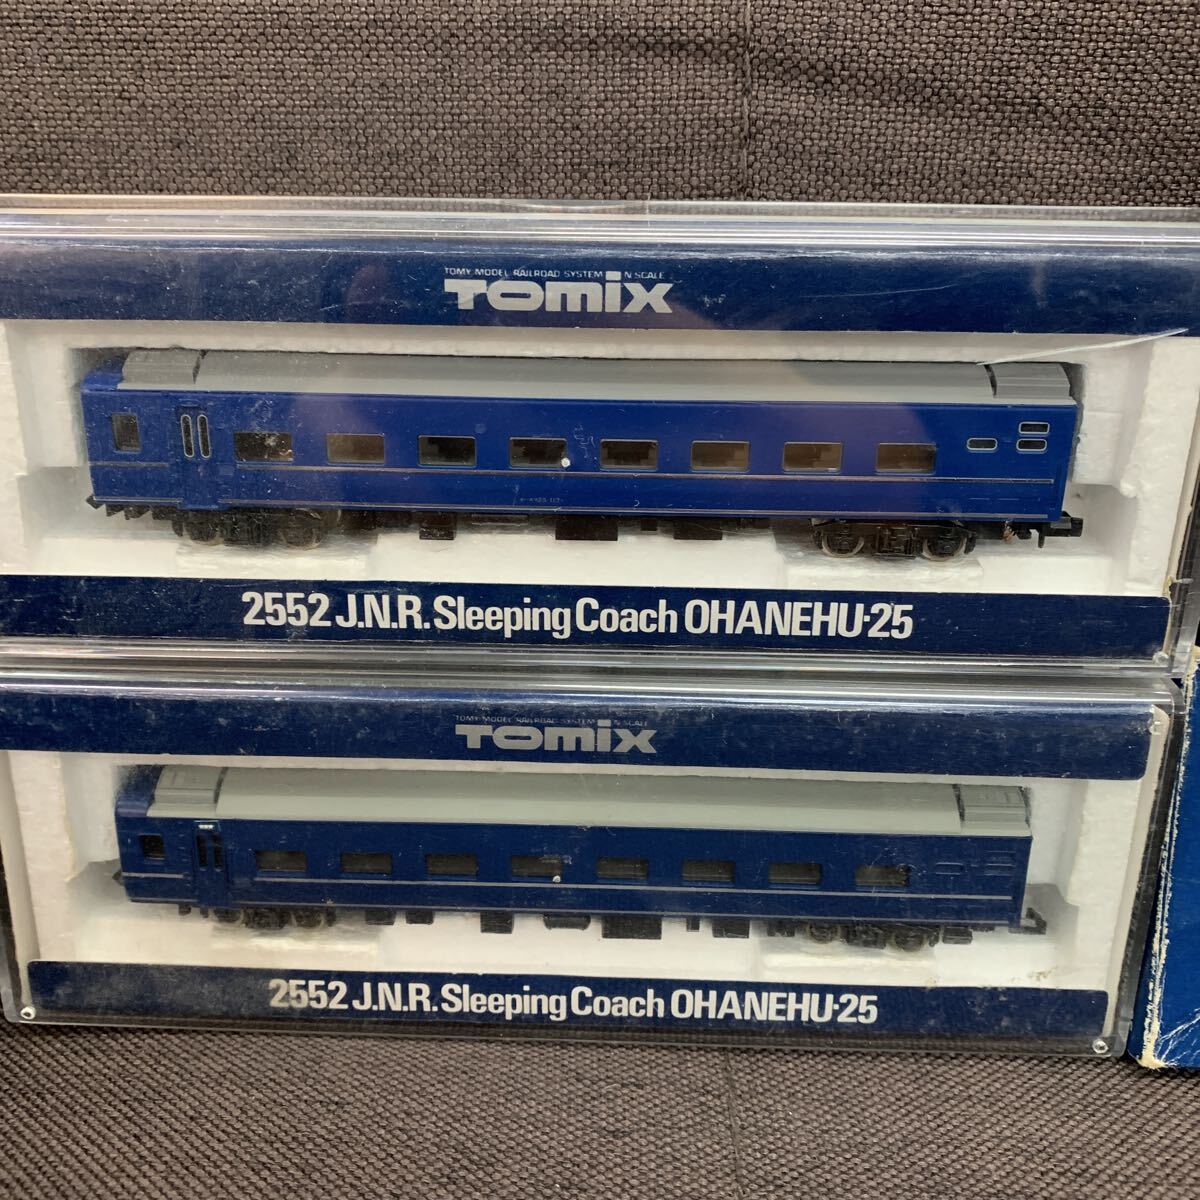 TOMY MODEL RAILROAD SYSTEM N SCALE
TOMIX
2552 J.N.R. Sleeping Coach OHANEHU·25
TOMY MODEL RAILROAD SYSTEM N SCALE
TOMIX
2552 J.N.R. Sleeping Coach OHANEHU·25